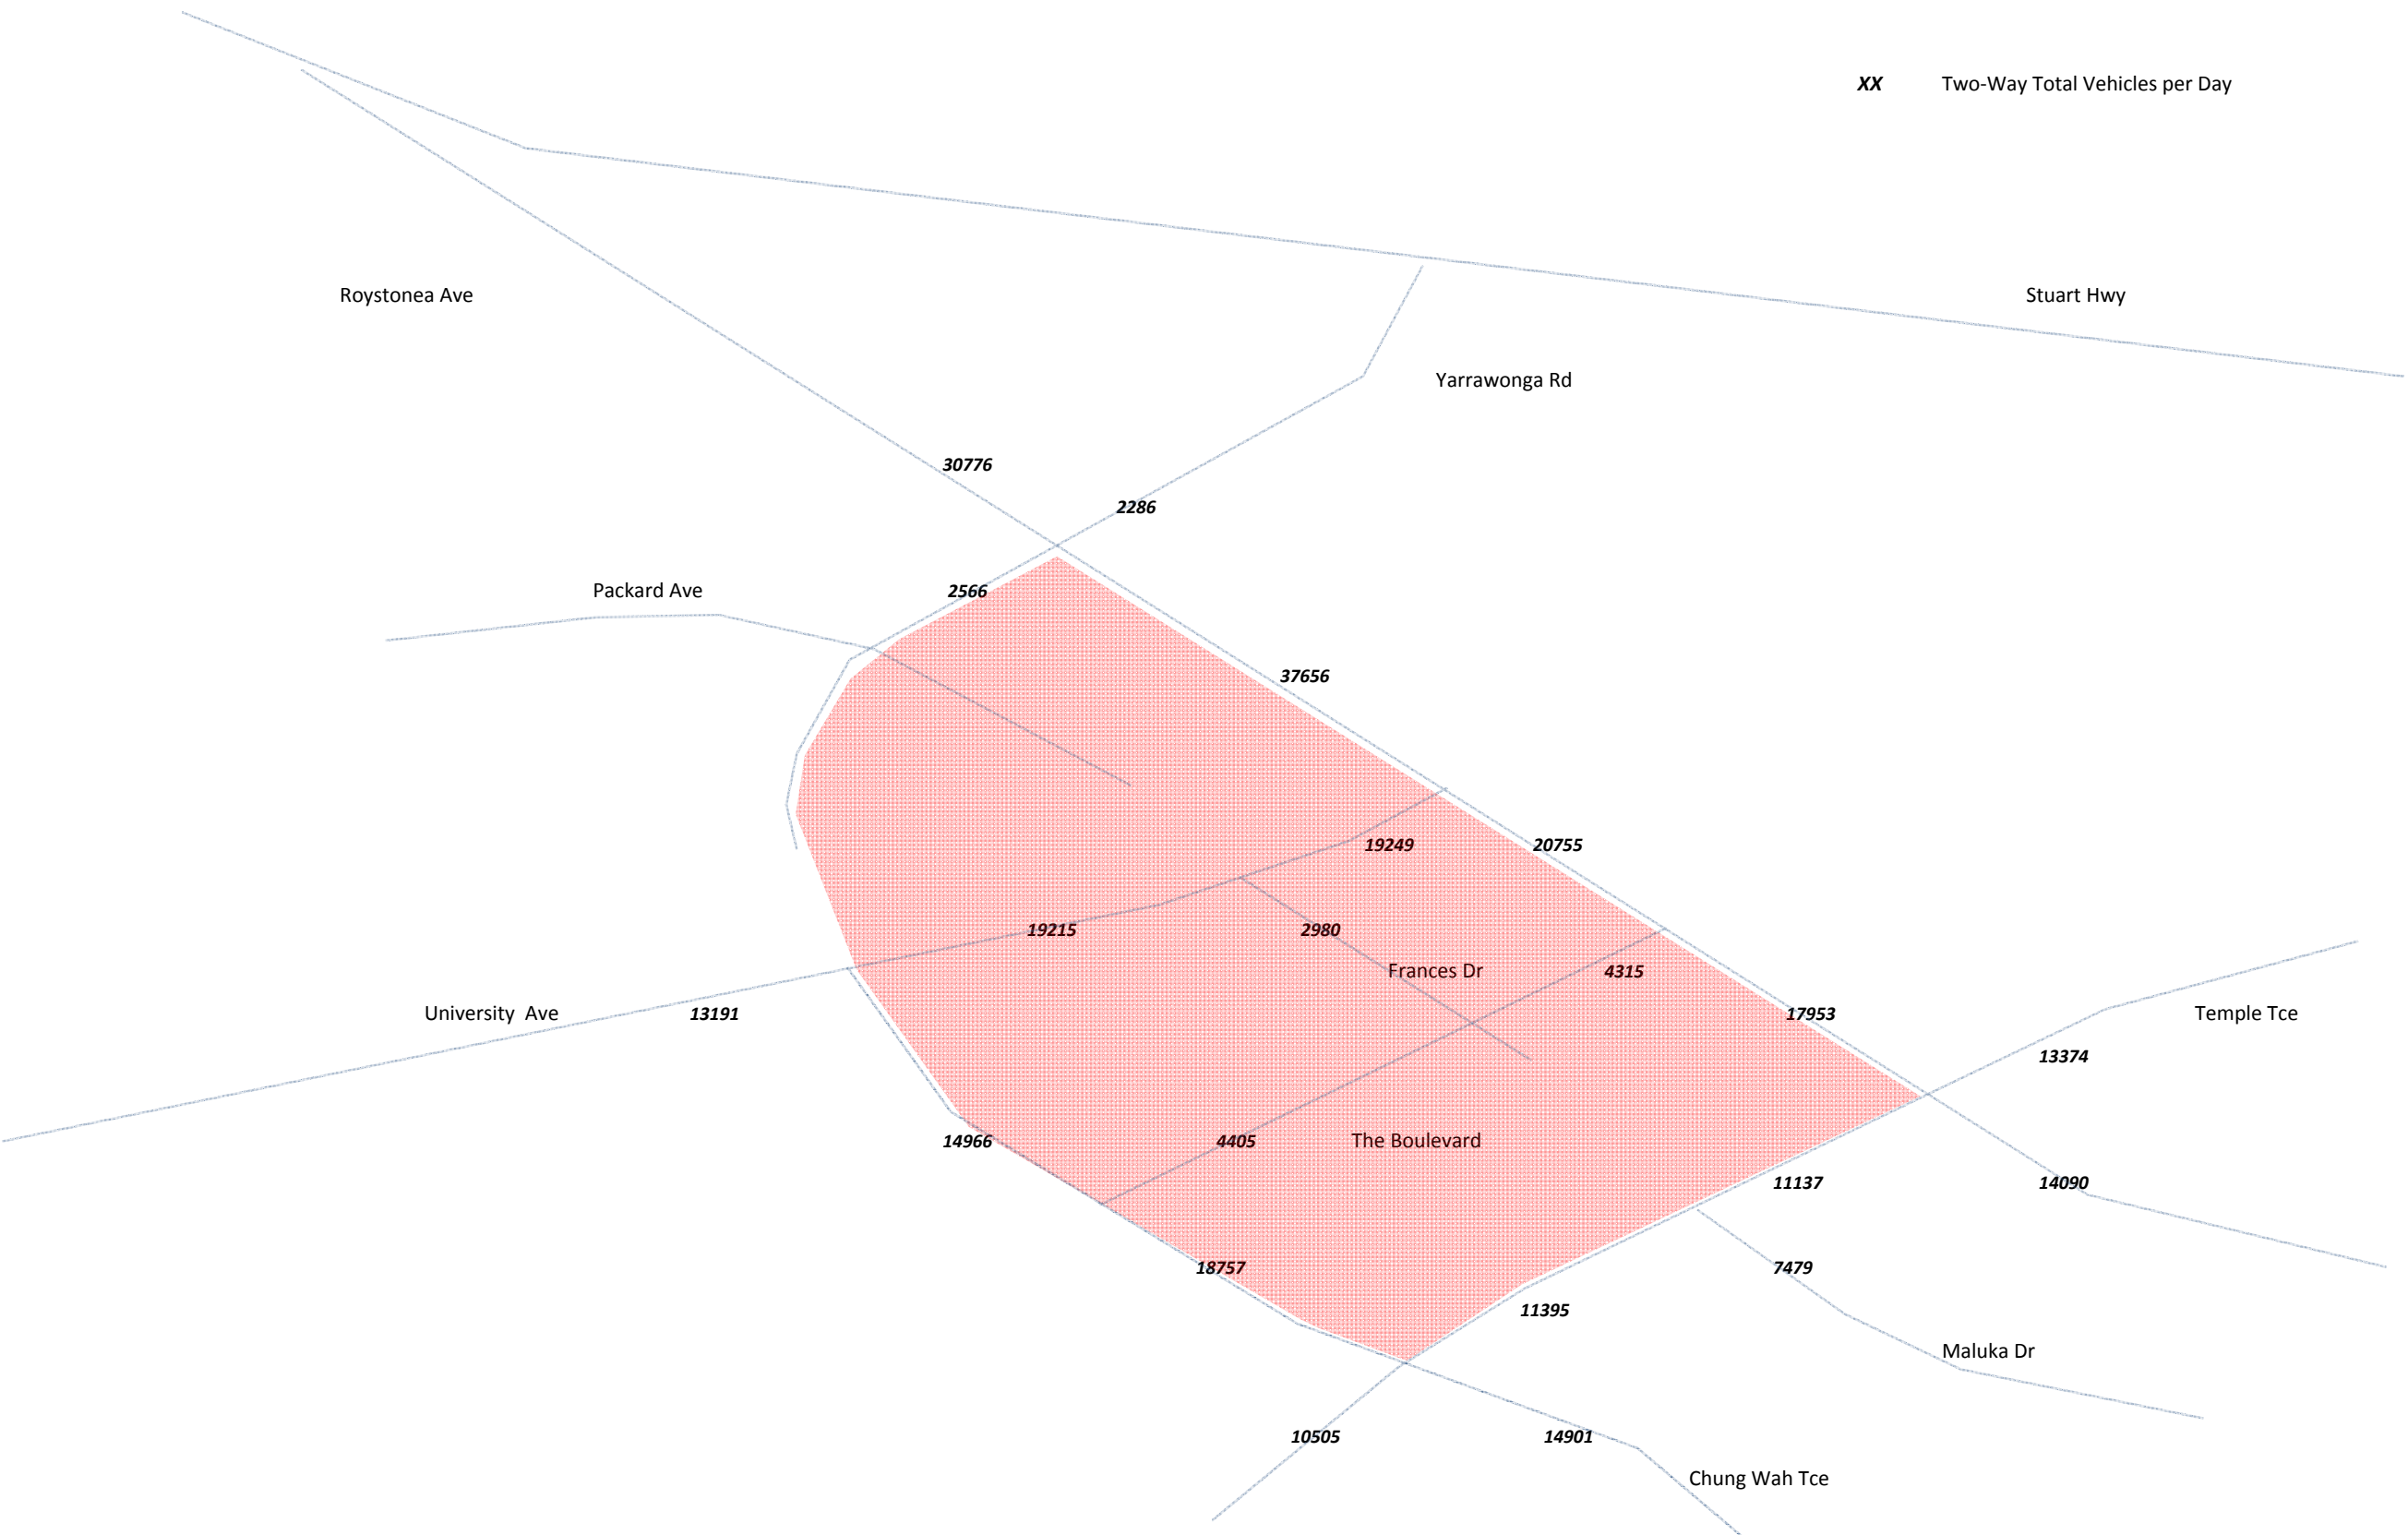 XX Two-Way Total Vehicles per Day
Roystonea Ave
Stuart Hwy
Yarrawonga Rd
30776
2286
Packard Ave
2566
37656
19249
20755
19215
2980
Frances Dr
4315
University  Ave
13191
17953
Temple Tce
13374
14966
4405
The Boulevard
11137
14090
18757
7479
11395
Maluka Dr
10505
14901
Chung Wah Tce